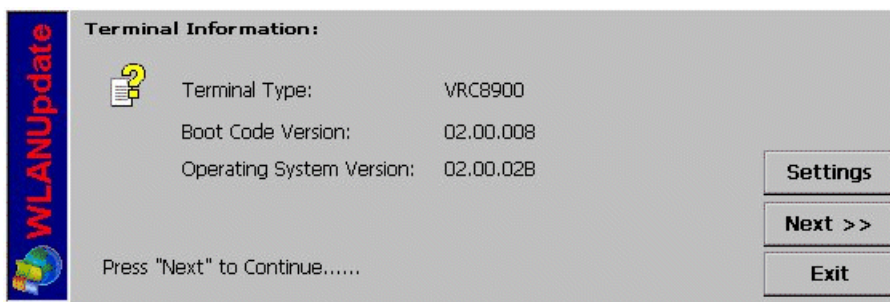 WLANUpdate
Terminal Information:
Terminal Type: VRC8900
Boot Code Version: 02.00.008
Operating System Version: 02.00.02B
Settings
Next >>
Press "Next" to Continue......
Exit